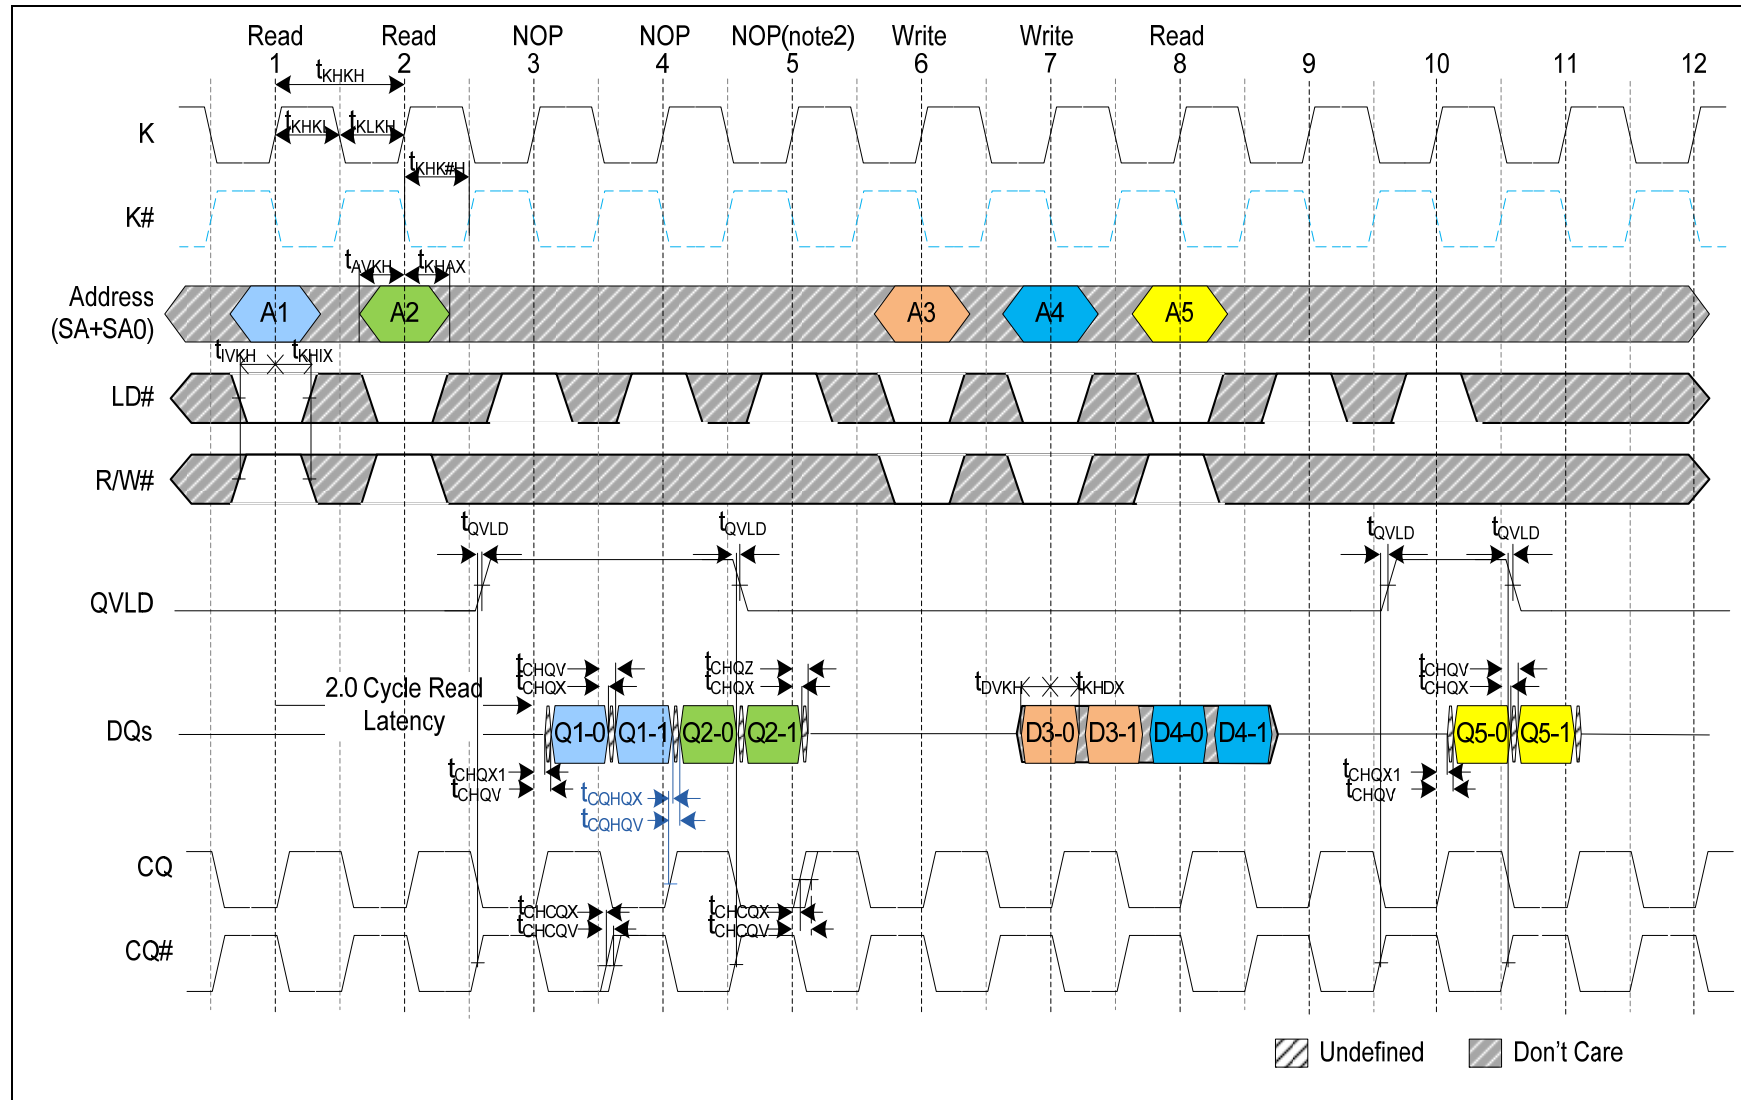 Read Read NOP NOP NOP(note2) Write Write Read
1 2 3 4 5 6 7 8 9 10 11 12
tKHKH
K
tKHKL tKLKH
tKHK#H
K#
tAVKH tKHAX
Address
(SA+SA0)
A1 A2 A3 A4 A5
tIVKH tKHIX
LD#
R/W#
tQVLD tQVLD tQVLD tQVLD
QVLD
tCHQV tCHQZ tCHQV
tCHQX tCHQX tCHQX
tDVKH tKHDX
2.0 Cycle Read
Latency
DQs
Q1-0 Q1-1 Q2-0 Q2-1 D3-0 D3-1 D4-0 D4-1 Q5-0 Q5-1
tCHQX1 tCHQX1
tCHQV tCHQV
tCQHQX
tCQHQV
CQ
tCHCQX tCHCQX
tCHCQV tCHCQV
CQ#
Undefined Don't Care